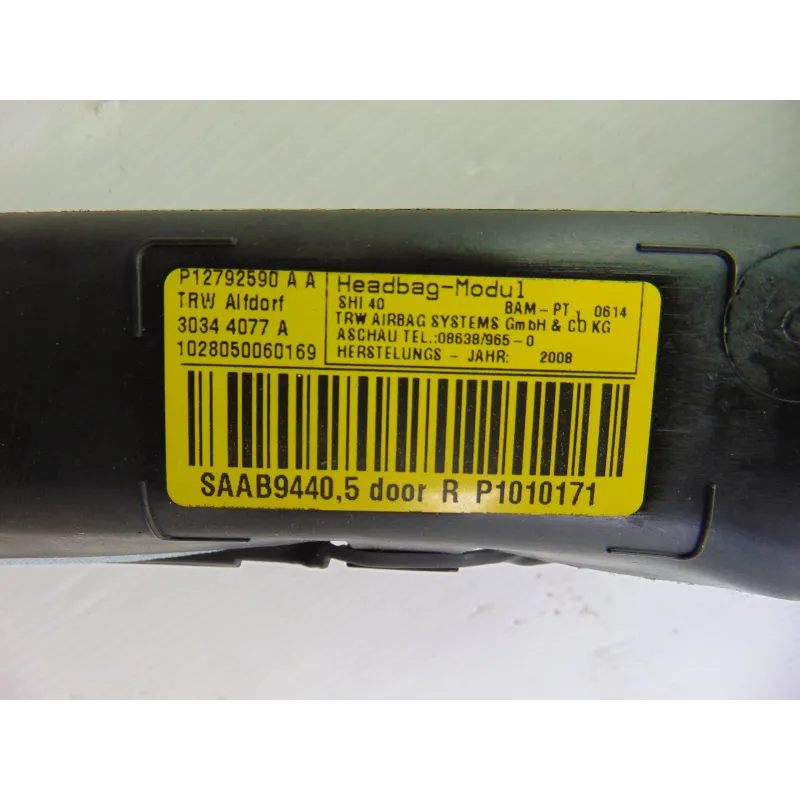 P12792590 A A
TRW Alfdorf
3034 4077 A
1028050060169
Headbag-Modul
SHI 40 BAM-PT, 0614
TRW AIRBAG SYSTEMS GmbH & CO KG
ASCHAU TEL.:08638/965-0
HERSTELUNGS - JAHR: 2008
SAAB9440,5 door R P1010171